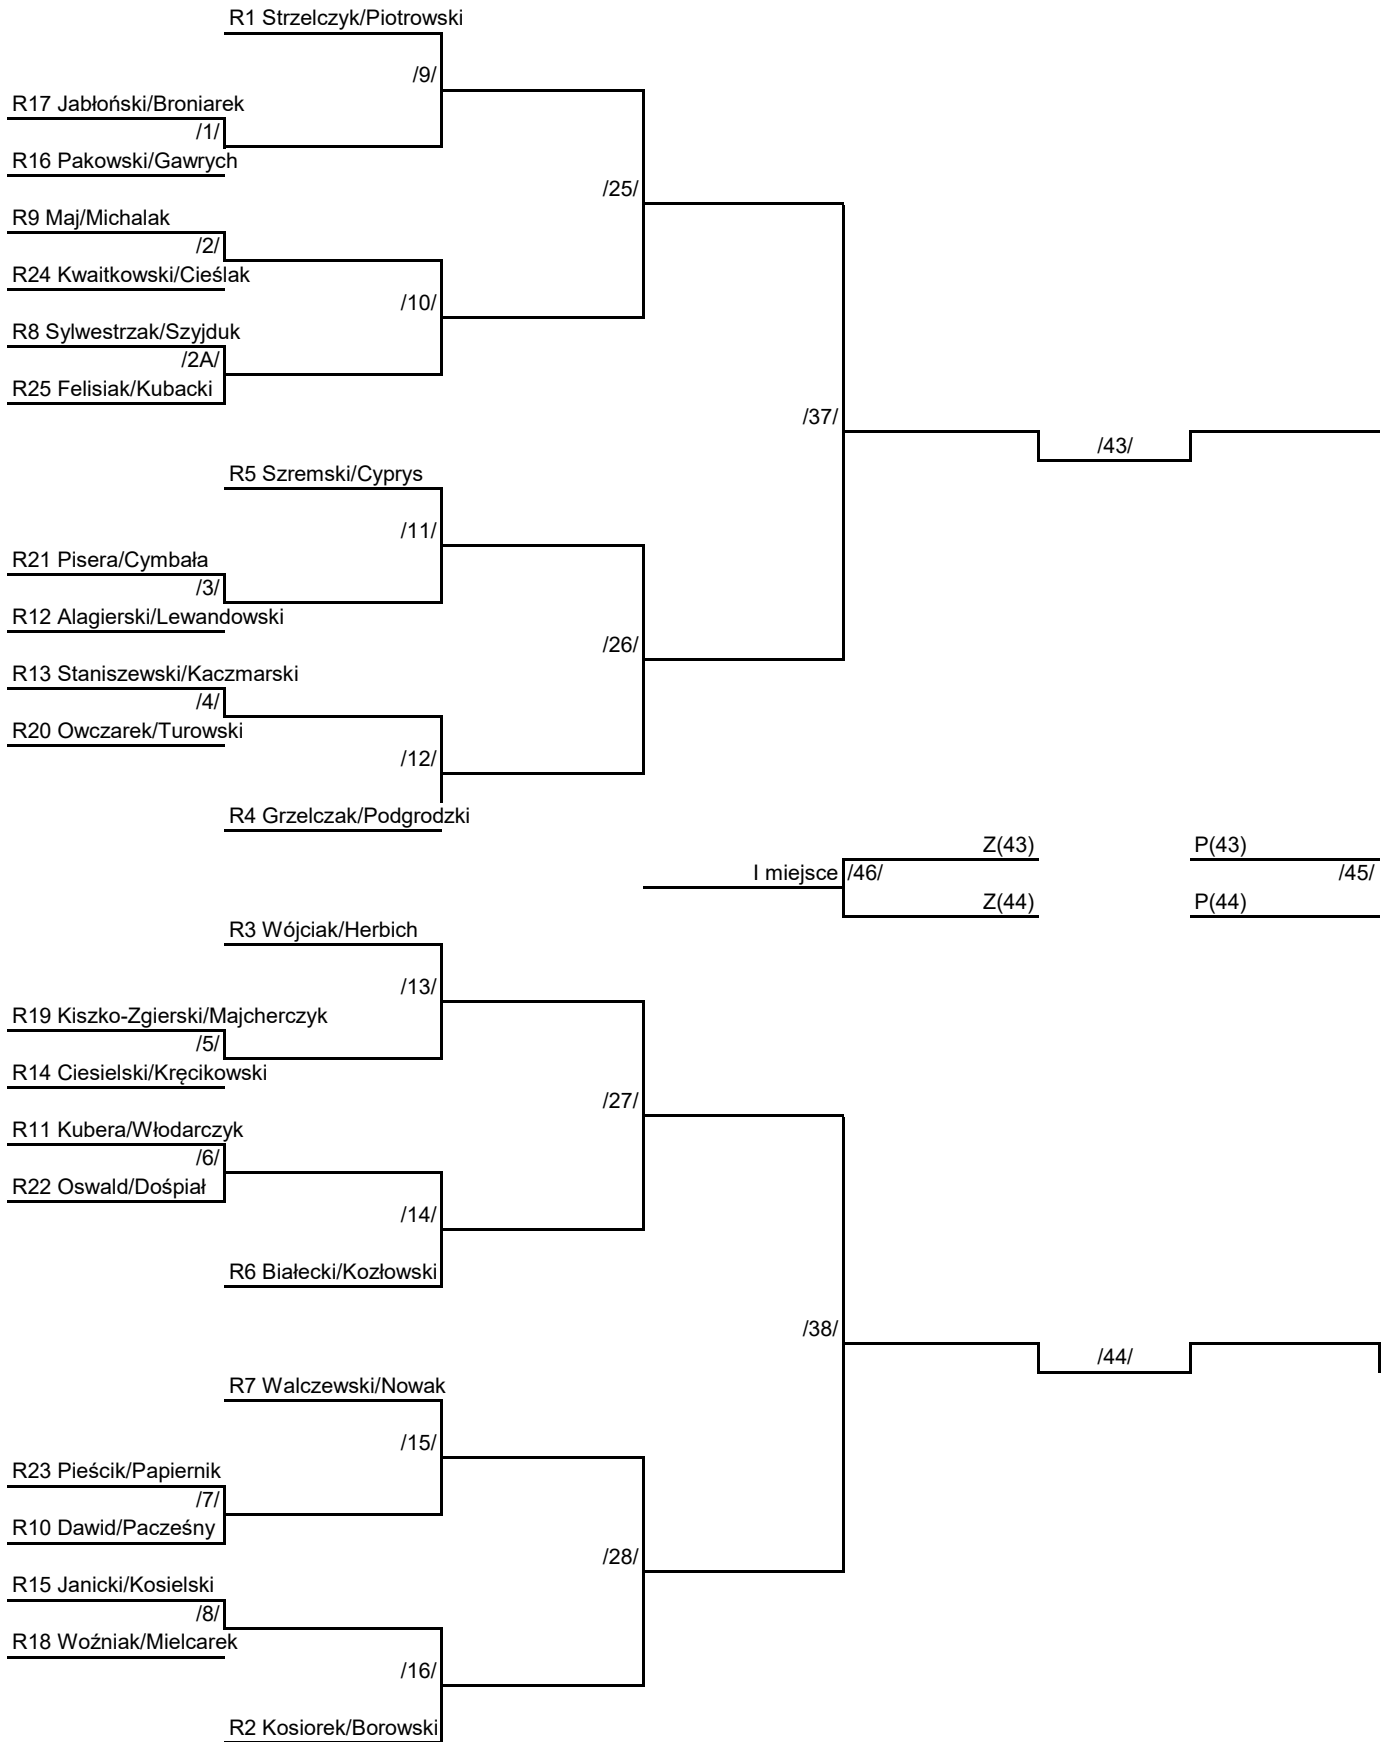 R1 Strzelczyk/Piotrowski
/9/
R17 Jabłoński/Broniarek
/1/
R16 Pakowski/Gawrych
/25/
R9 Maj/Michalak
/2/
R24 Kwaitkowski/Cieślak
/10/
R8 Sylwestrzak/Szyjduk
/2A/
R25 Felisiak/Kubacki
/37/
/43/
R5 Szremski/Cyprys
/11/
R21 Pisera/Cymbała
/3/
R12 Alagierski/Lewandowski
/26/
R13 Staniszewski/Kaczmarski
/4/
R20 Owczarek/Turowski
/12/
R4 Grzelczak/Podgrodzki
Z(43) P(43)
I miejsce /46/ /45/
Z(44) P(44)
R3 Wójciak/Herbich
/13/
R19 Kiszko-Zgierski/Majcherczyk
/5/
R14 Ciesielski/Kręcikowski
/27/
R11 Kubera/Włodarczyk
/6/
R22 Oswald/Dośpiał
/14/
R6 Białecki/Kozłowski
/38/
/44/
R7 Walczewski/Nowak
/15/
R23 Pieścik/Papiernik
/7/
R10 Dawid/Pacześny
/28/
R15 Janicki/Kosielski
/8/
R18 Woźniak/Mielcarek
/16/
R2 Kosiorek/Borowski